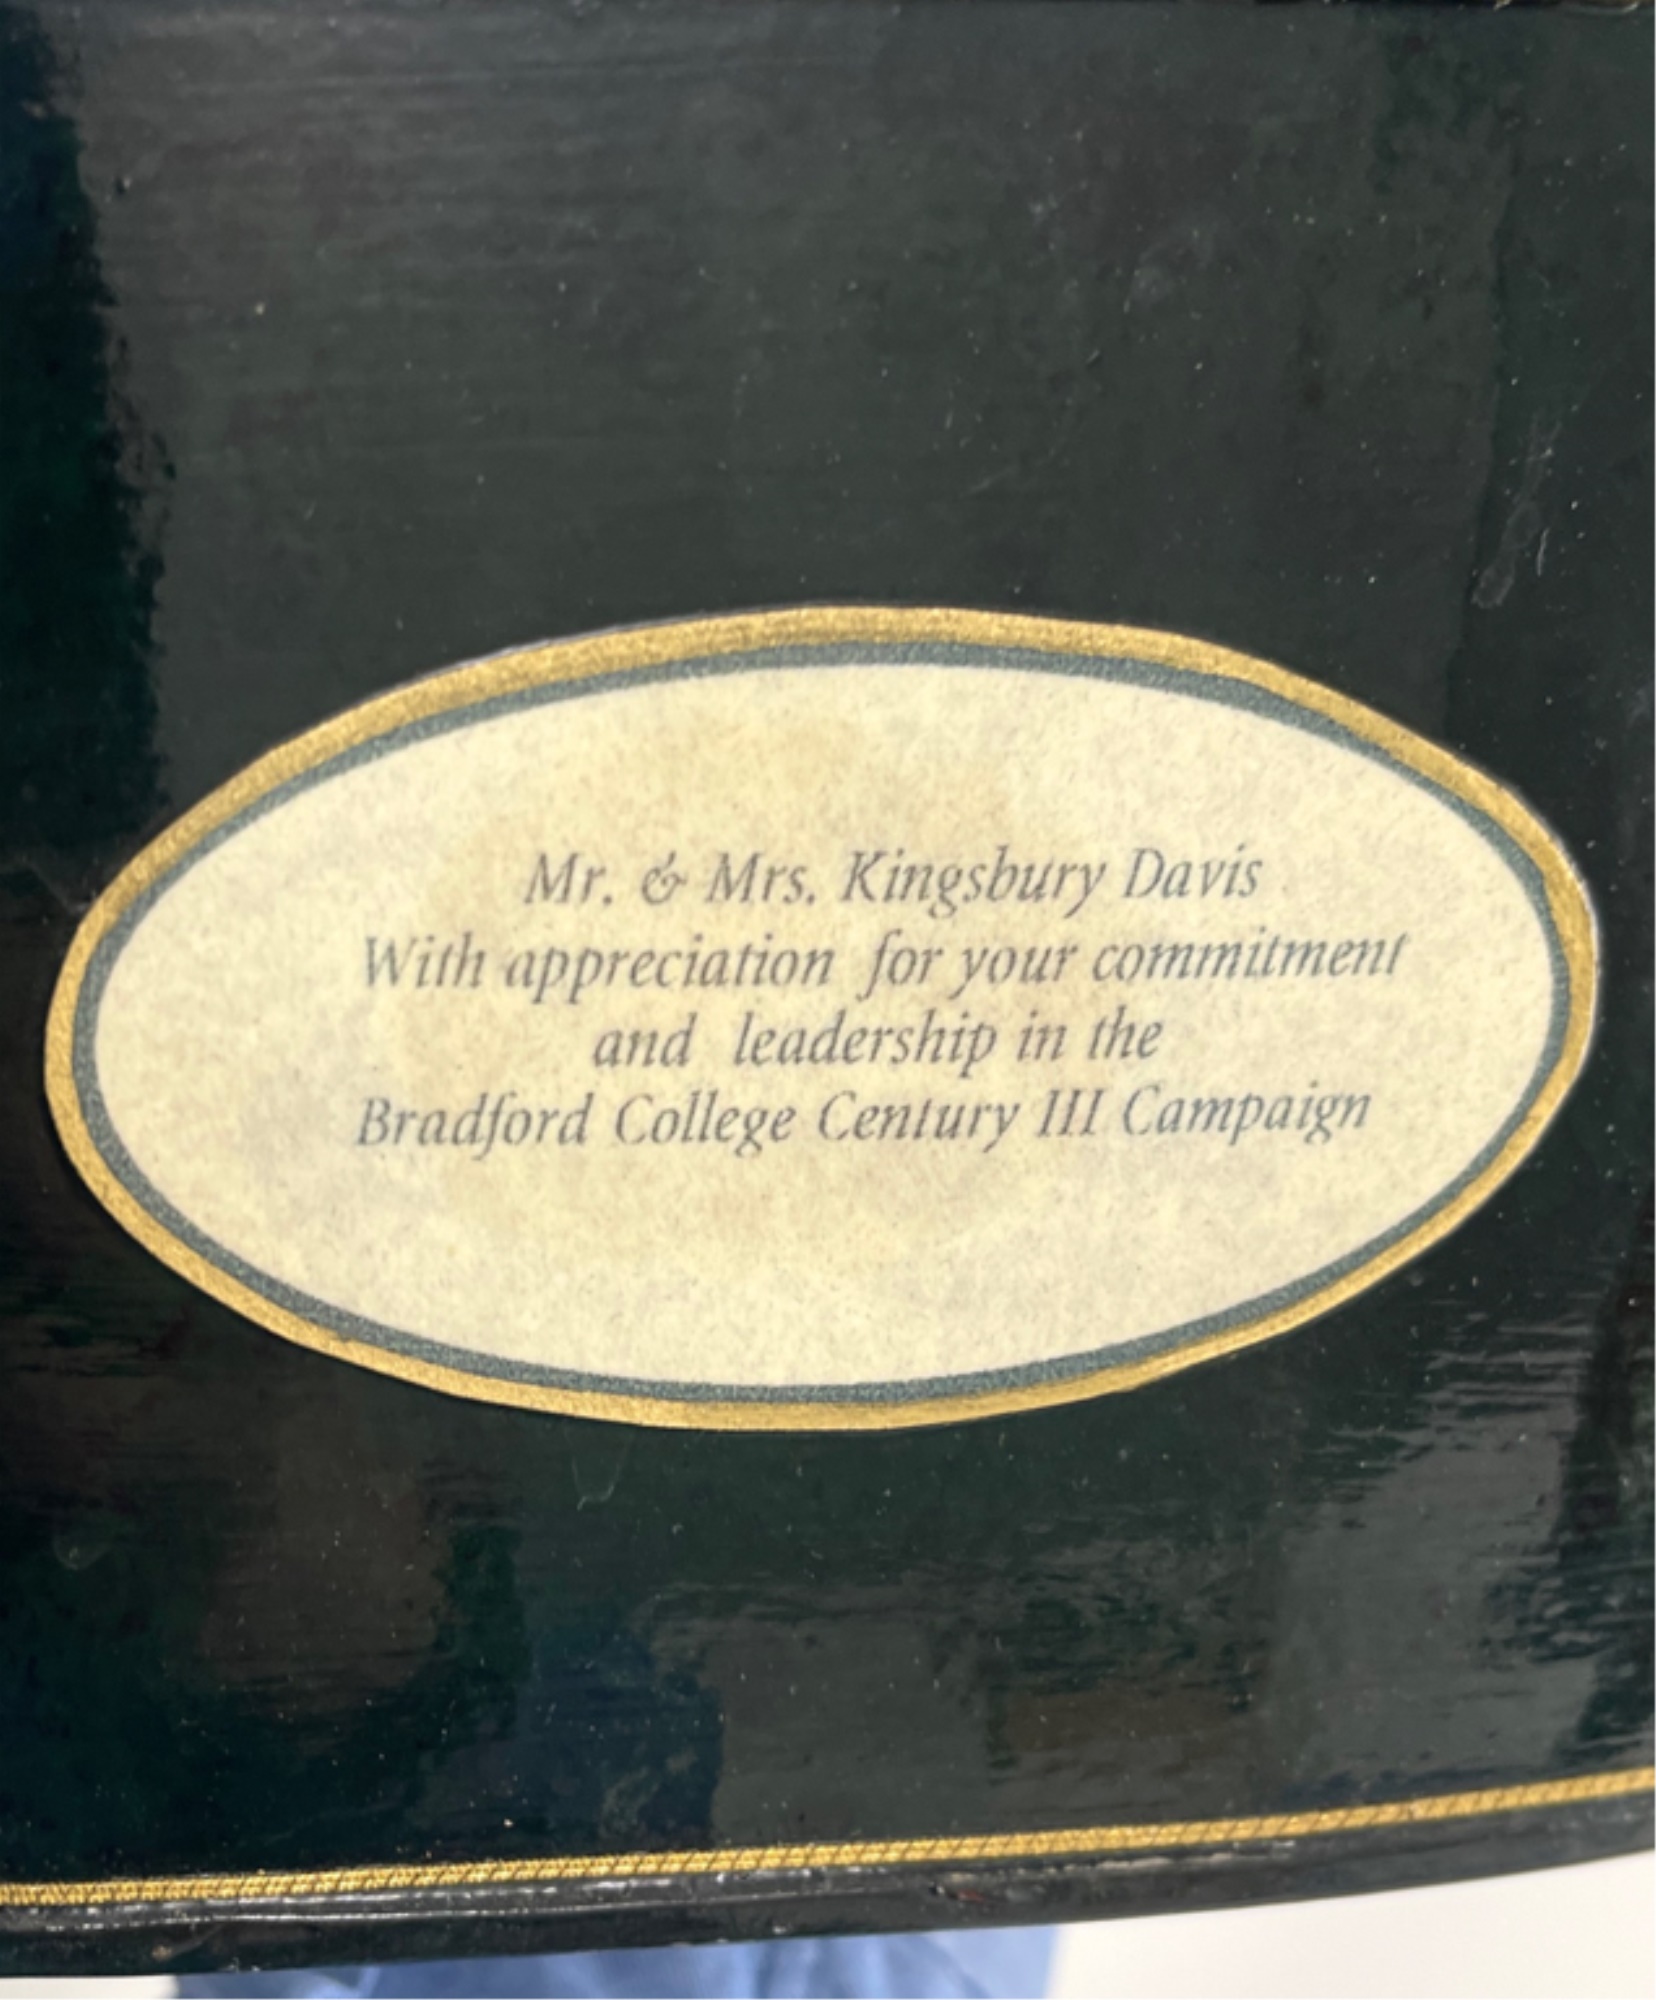 Mr. & Mrs. Kingsbury Davis
With appreciation for your commitment
and leadership in the
Bradford College Century III Campaign